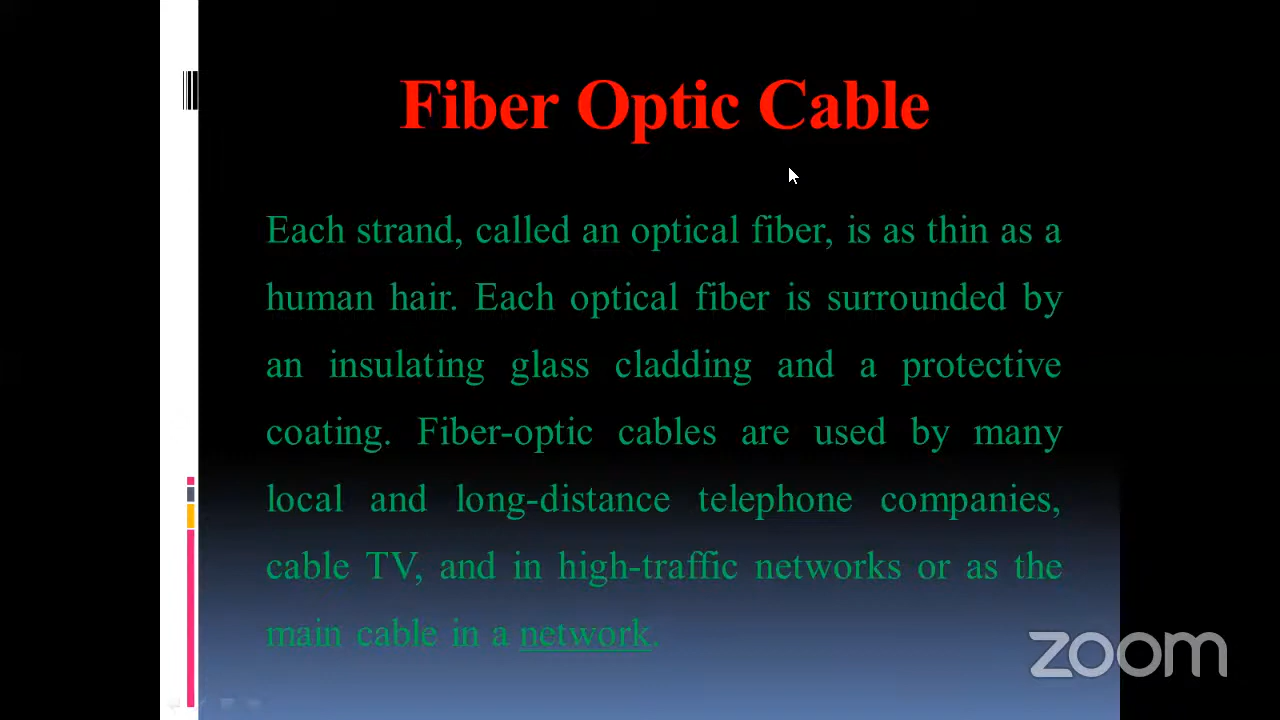 Fiber Optic Cable
Each strand, called an optical fiber, is as thin as a
human hair. Each optical fiber is surrounded by
an insulating glass cladding and a protective
coating. Fiber-optic cables are used by many
local and long-distance telephone companies,
cable TV, and in high-traffic networks or as the
main cable in a network.
zoom